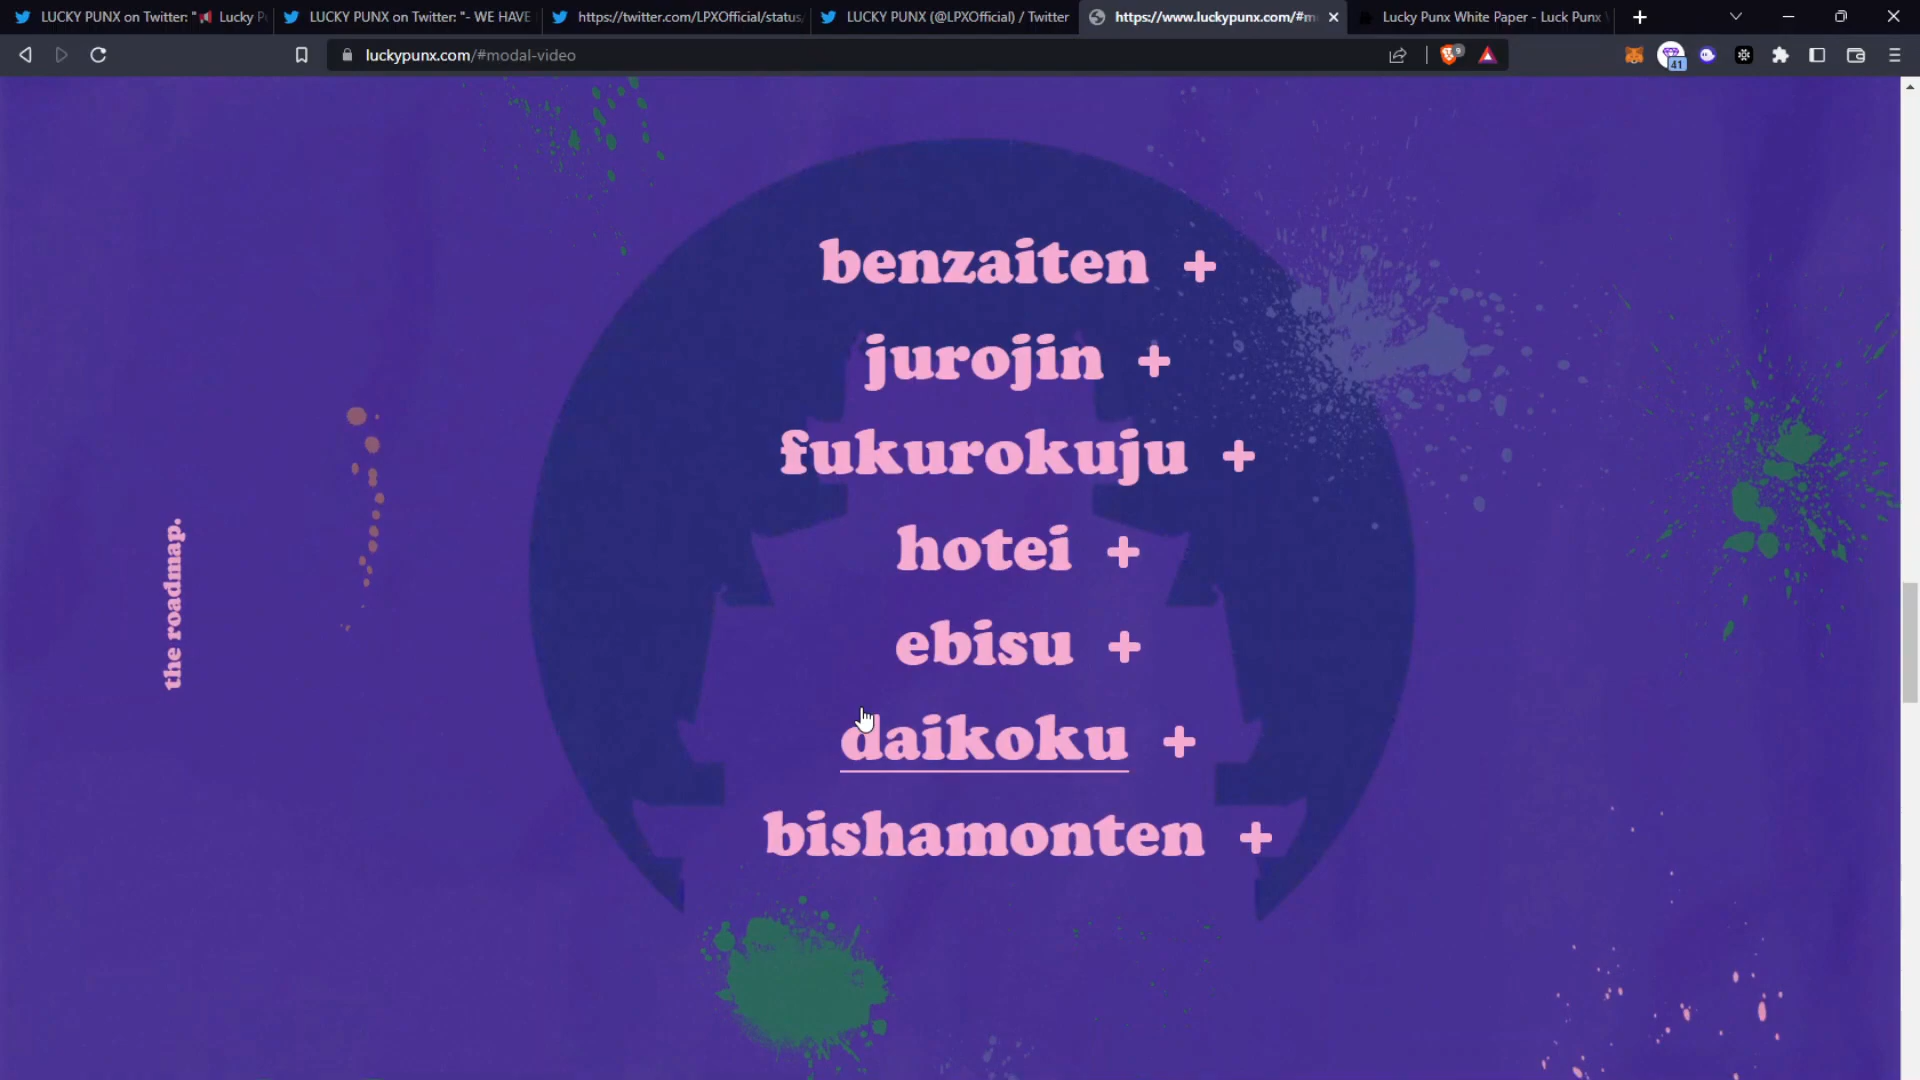 LUCKY PUNX on Twitter: "📢 Lucky P
LUCKY PUNX on Twitter: "- WE HAVE
https://twitter.com/LPXOfficial/status/
LUCKY PUNX (@LPXOfficial) / Twitter
https://www.luckypunx.com/#m
Lucky Punx White Paper - Luck Punx
luckypunx.com/#modal-video
9
41
benzaiten +
jurojin +
fukurokuju +
hotei +
ebisu +
daikoku +
bishamonten +
the roadmap.